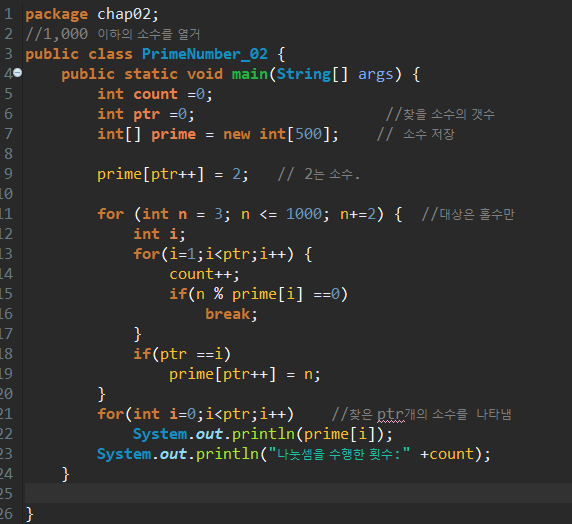 1 package chap02;
2 //1,000 이하의 소수를 열거
3 public class PrimeNumber_02 {
4 public static void main(String[] args) {
5 int count =0;
6 int ptr =0; //찾을 소수의 갯수
7 int[] prime = new int[500]; // 소수 저장
8
9 prime[ptr++] = 2; // 2는 소수.
10
11 for (int n = 3; n <= 1000; n+=2) { //대상은 홀수만
12 int i;
13 for(i=1;i<ptr;i++) {
14 count++;
15 if(n % prime[i] ==0)
16 break;
17 }
18 if(ptr ==i)
19 prime[ptr++] = n;
20 }
21 for(int i=0;i<ptr;i++) //찾은 ptr개의 소수를 나타냄
22 System.out.println(prime[i]);
23 System.out.println("나눗셈을 수행한 횟수:" +count);
24 }
25
26 }